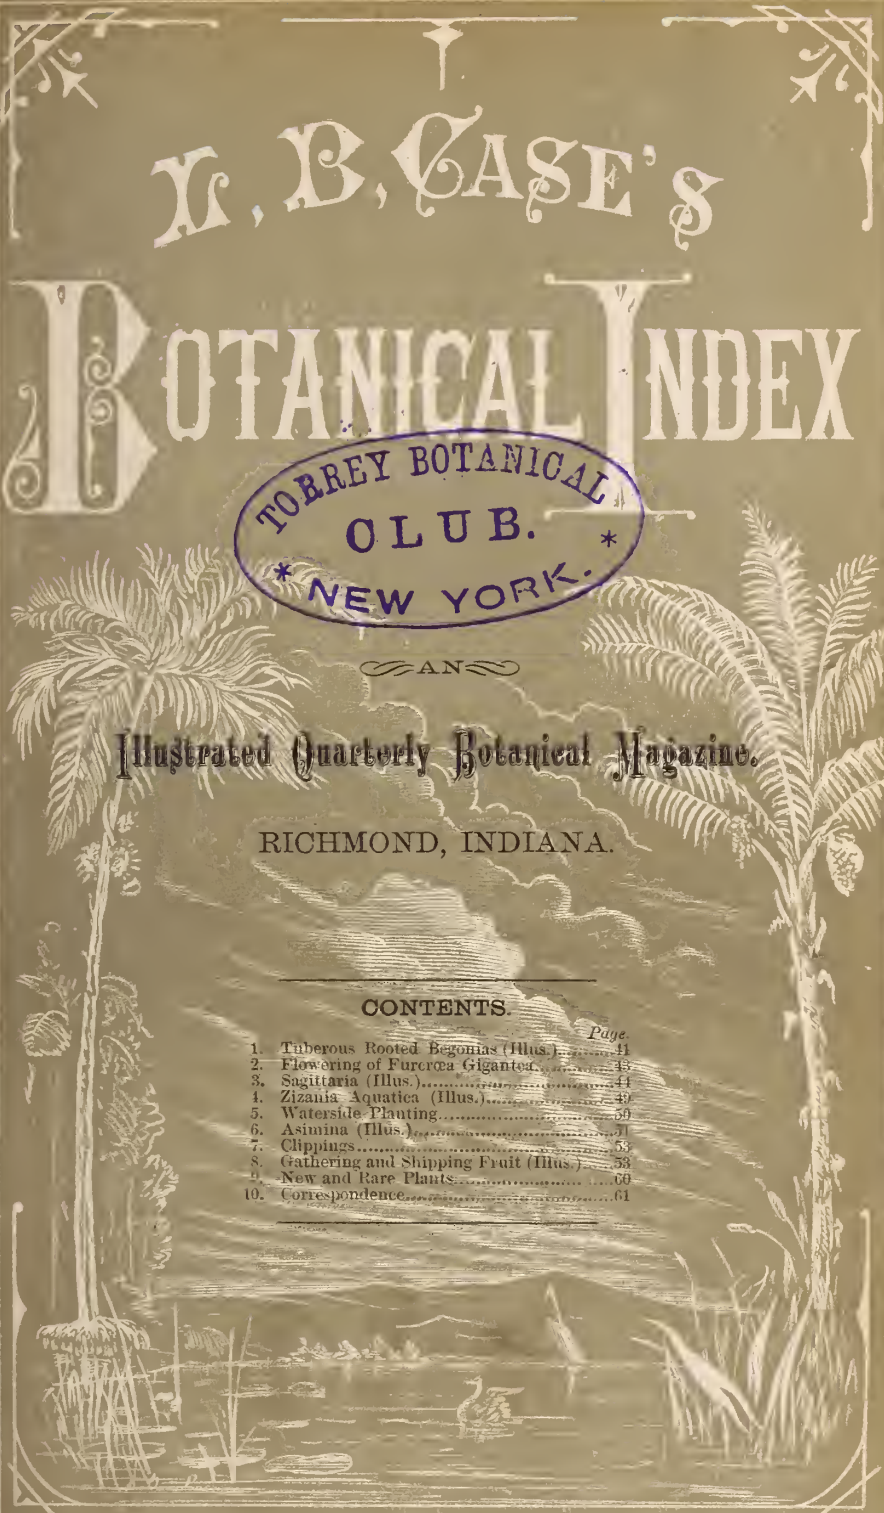 L. B. CASE'S
BOTANICAL INDEX
TORREY BOTANICAL
CLUB.
* NEW YORK. *
AN
Illustrated Quarterly Botanical Magazine.
RICHMOND, INDIANA.
CONTENTS.
Page.
1. Tuberous Rooted Begonias (Illus.)..........41
2. Flowering of Furcrœa Gigantea..........43
3. Sagittaria (Illus.)..........44
4. Zizania Aquatica (Illus.)..........49
5. Waterside Planting..........50
6. Asimina (Illus.)..........51
7. Clippings..........53
8. Gathering and Shipping Fruit (Illus.)..........53
9. New and Rare Plants..........60
10. Correspondence..........61